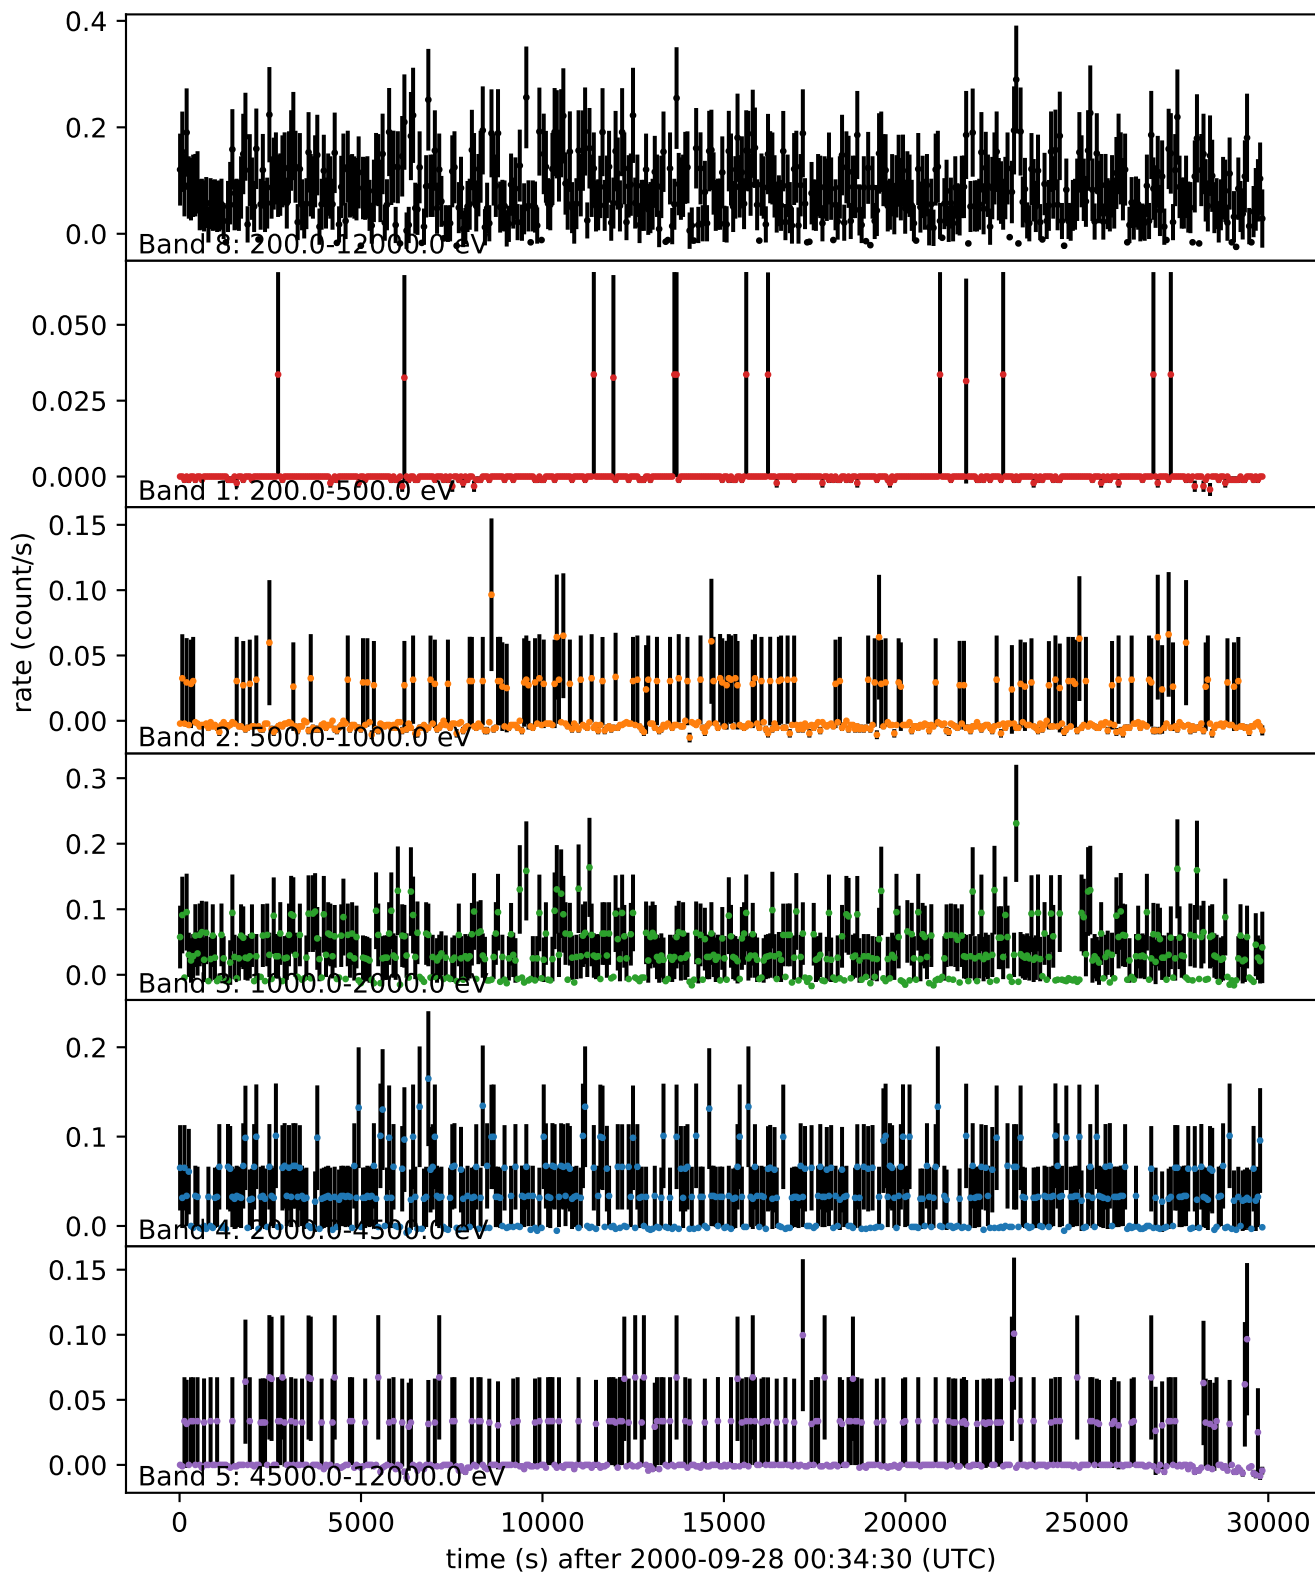 0.4
0.2
0.0
Band 8: 200.0-12000.0 eV
0.050
0.025
0.000
Band 1: 200.0-500.0 eV
0.15
0.10
0.05
0.00
Band 2: 500.0-1000.0 eV
rate (count/s)
0.3
0.2
0.1
0.0
Band 3: 1000.0-2000.0 eV
0.2
0.1
0.0
Band 4: 2000.0-4500.0 eV
0.15
0.10
0.05
0.00
Band 5: 4500.0-12000.0 eV
0 5000 10000 15000 20000 25000 30000
time (s) after 2000-09-28 00:34:30 (UTC)